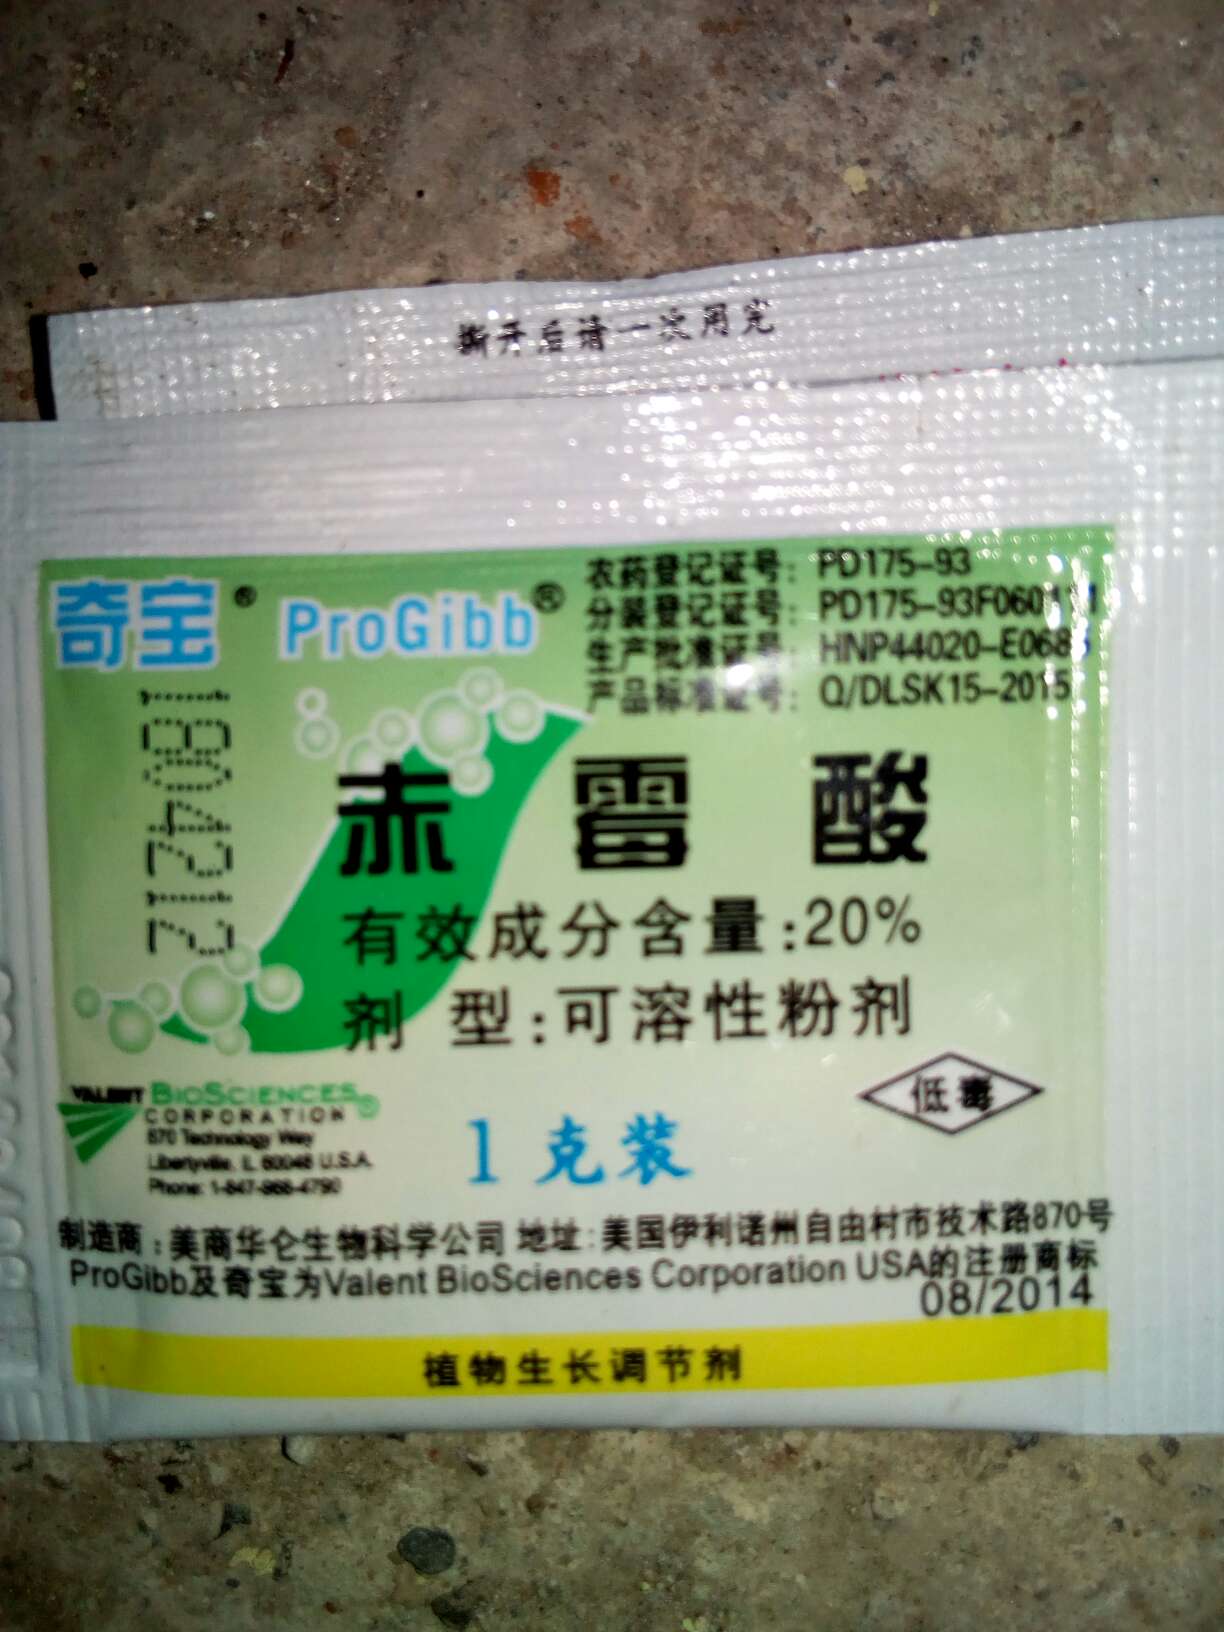 撕开后请一次用完
奇宝® ProGibb®
农药登记证号：PD175-93
分装登记证号：PD175-93F060
生产批准证号：HNP44020-E068
产品标准证号：Q/DLSK15-2015
1804212
赤霉酸
有效成分含量:20%
剂 型:可溶性粉剂
低毒
VALENT BIOSCIENCES®
CORPORATION
870 Technology Way
Libertyville, IL 60048 U.S.A.
Phone: 1-847-968-4790
1克装
制造商：美商华仑生物科学公司 地址：美国伊利诺州自由村市技术路870号
ProGibb及奇宝为Valent BioSciences Corporation USA的注册商标
08/2014
植物生长调节剂